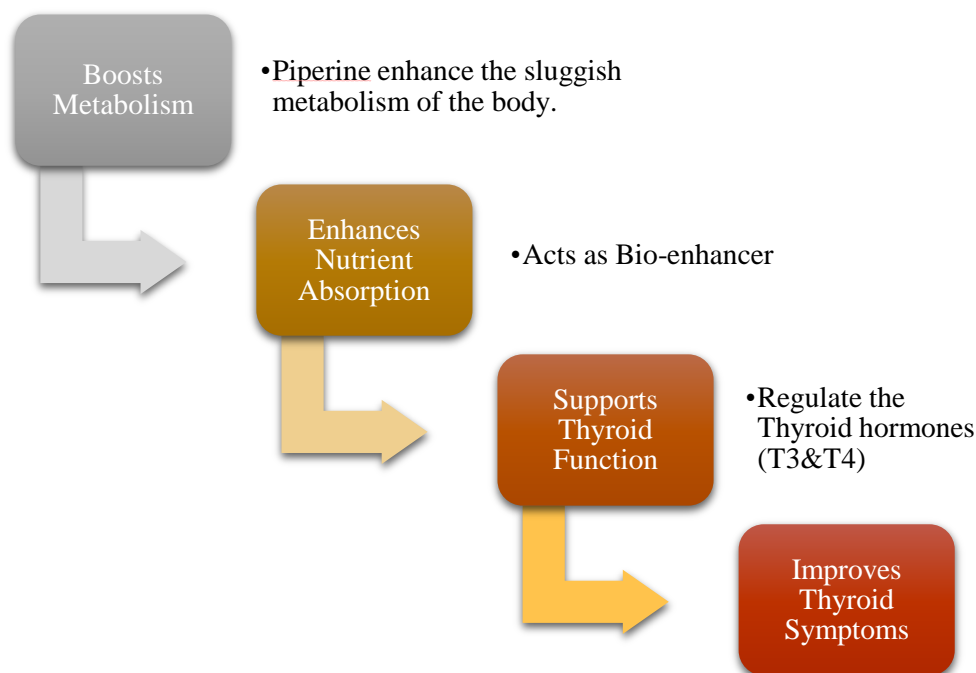 Boosts
Metabolism
•Piperine enhance the sluggish
metabolism of the body.
Enhances
Nutrient
Absorption
•Acts as Bio-enhancer
Supports
Thyroid
Function
•Regulate the
Thyroid hormones
(T3&T4)
Improves
Thyroid
Symptoms